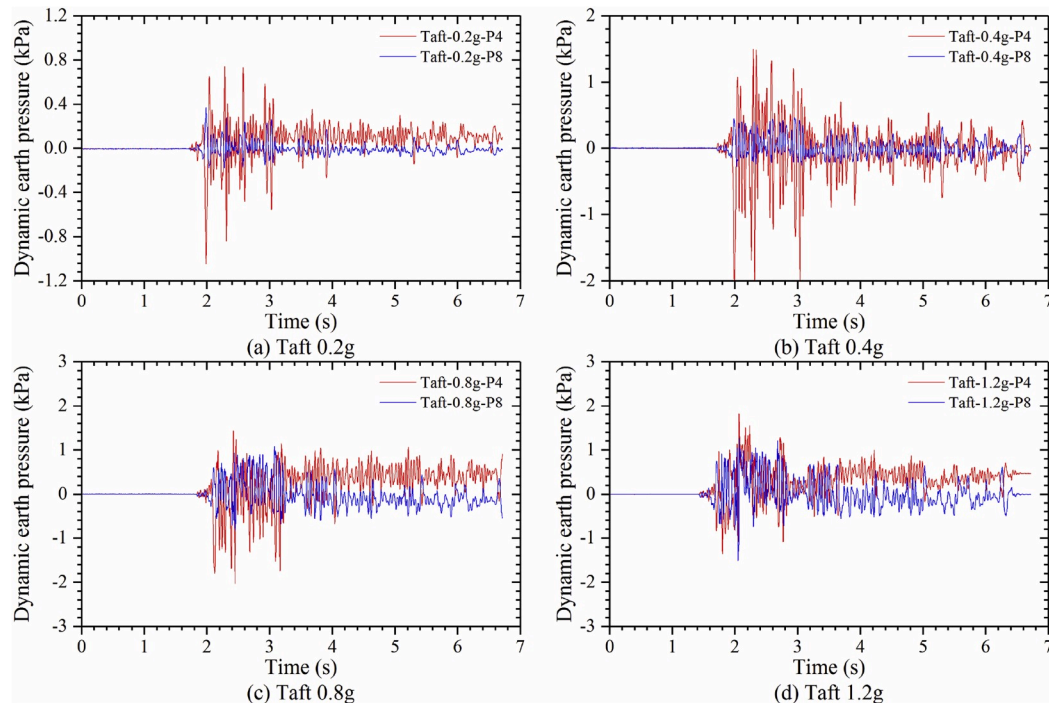 Dynamic earth pressure (kPa)
1.2
0.8
0.4
0.0
-0.4
-0.8
-1.2
Taft-0.2g-P4
Taft-0.2g-P8
0 1 2 3 4 5 6 7
Time (s)
(a) Taft 0.2g
Dynamic earth pressure (kPa)
2
1
0
-1
-2
Taft-0.4g-P4
Taft-0.4g-P8
0 1 2 3 4 5 6 7
Time (s)
(b) Taft 0.4g
Dynamic earth pressure (kPa)
3
2
1
0
-1
-2
-3
Taft-0.8g-P4
Taft-0.8g-P8
0 1 2 3 4 5 6 7
Time (s)
(c) Taft 0.8g
Dynamic earth pressure (kPa)
3
2
1
0
-1
-2
-3
Taft-1.2g-P4
Taft-1.2g-P8
0 1 2 3 4 5 6 7
Time (s)
(d) Taft 1.2g